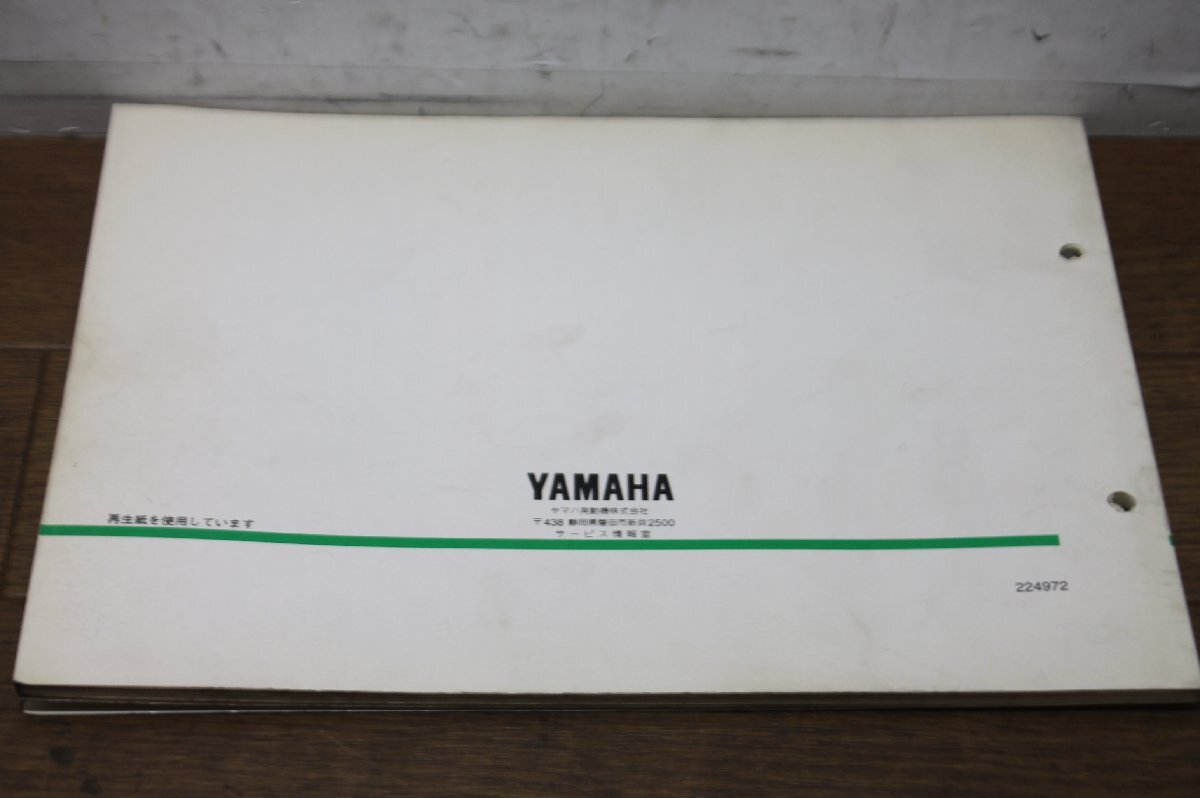 YAMAHA
ヤマハ発動機株式会社
〒438 静岡県磐田市新貝2500
サービス情報室
再生紙を使用しています
224972